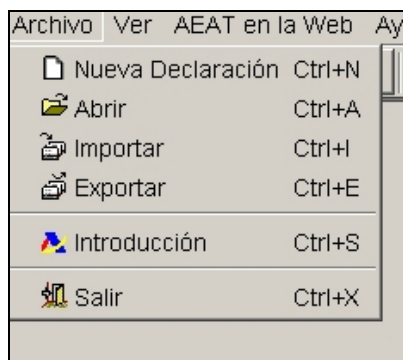 Archivo Ver AEAT en la Web Ay
Nueva Declaración Ctrl+N
Abrir Ctrl+A
Importar Ctrl+I
Exportar Ctrl+E
Introducción Ctrl+S
Salir Ctrl+X